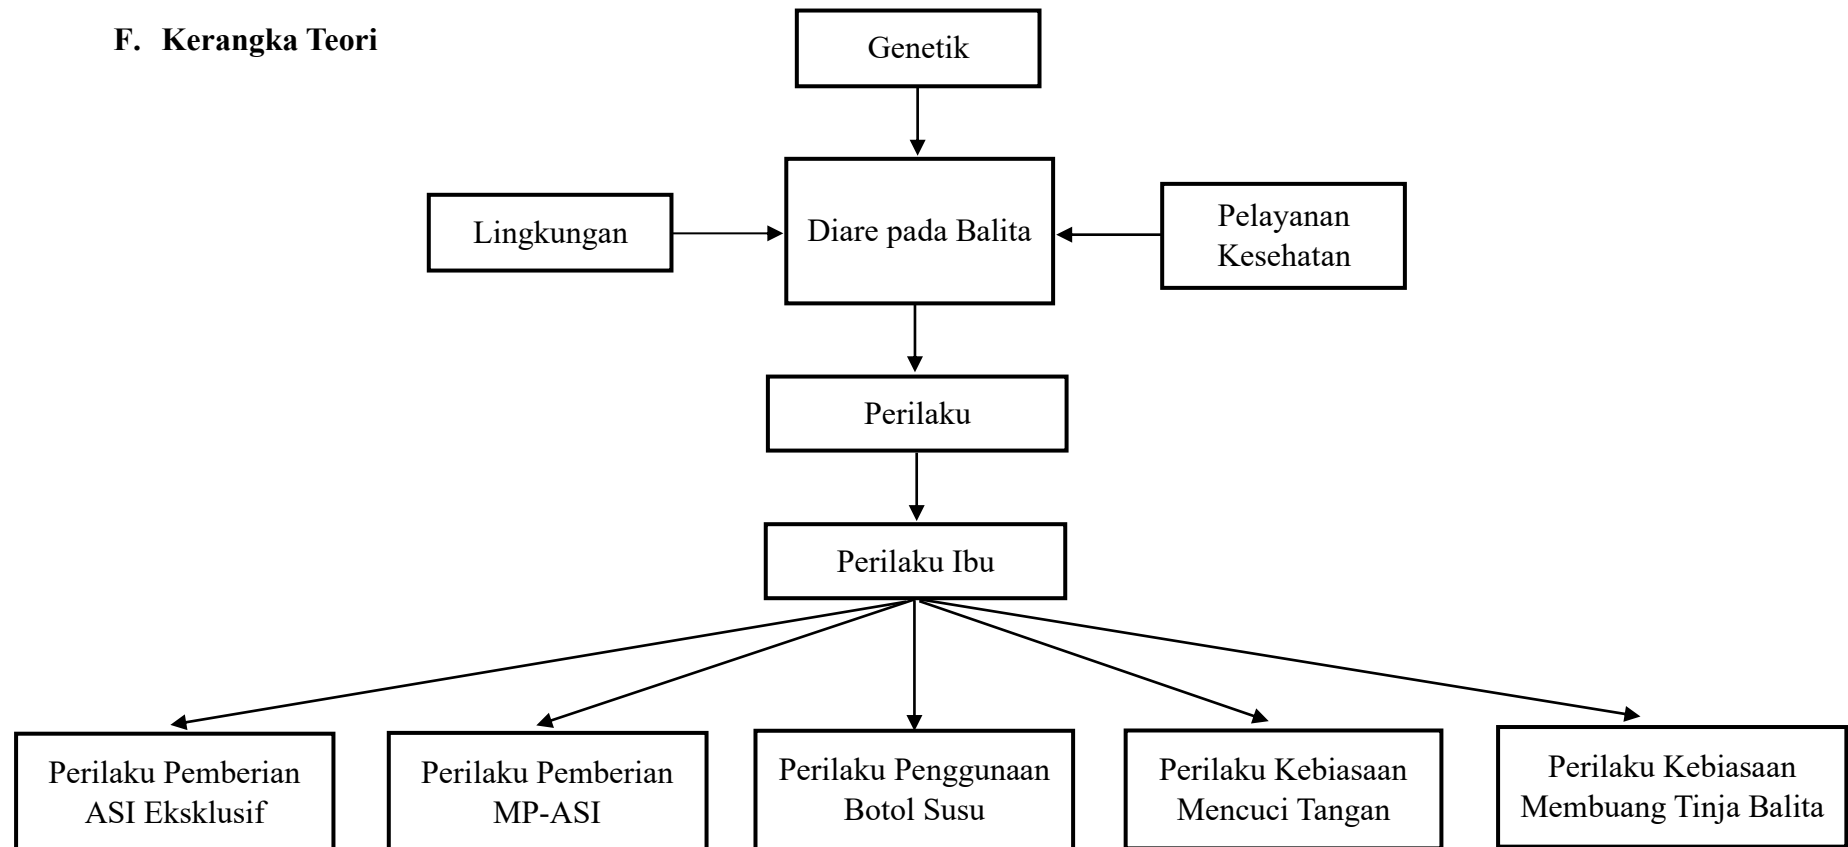 F. Kerangka Teori
Genetik
Lingkungan
Diare pada Balita
Pelayanan
Kesehatan
Perilaku
Perilaku Ibu
Perilaku Pemberian
ASI Eksklusif
Perilaku Pemberian
MP-ASI
Perilaku Penggunaan
Botol Susu
Perilaku Kebiasaan
Mencuci Tangan
Perilaku Kebiasaan
Membuang Tinja Balita